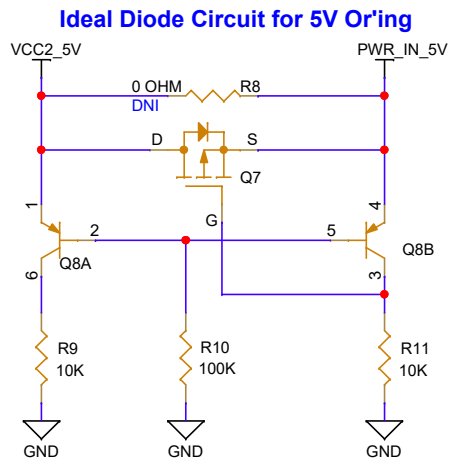 Ideal Diode Circuit for 5V Or'ing
VCC2_5V
PWR_IN_5V
0 OHM
R8
DNI
D
S
Q7
G
1
4
2
5
Q8A
Q8B
6
3
R9
10K
R10
100K
R11
10K
GND
GND
GND